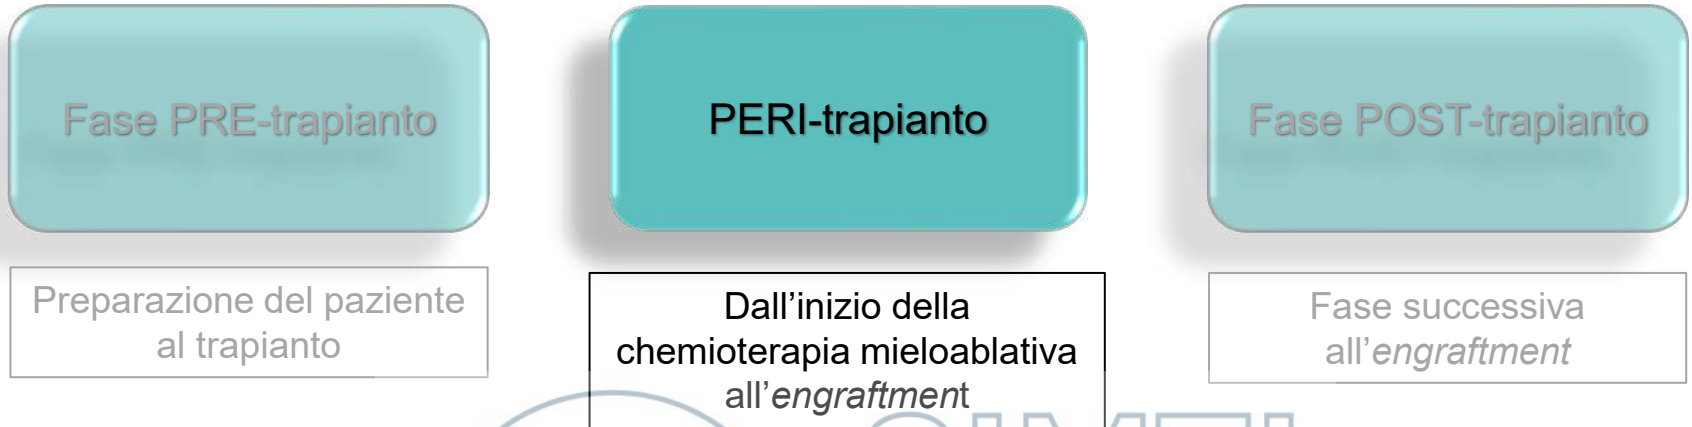 Fase PRE-trapianto
PERI-trapianto
Fase POST-trapianto
Preparazione del paziente
al trapianto
Dall’inizio della
chemioterapia mieloablativa
all’engraftment
Fase successiva
all’engraftment